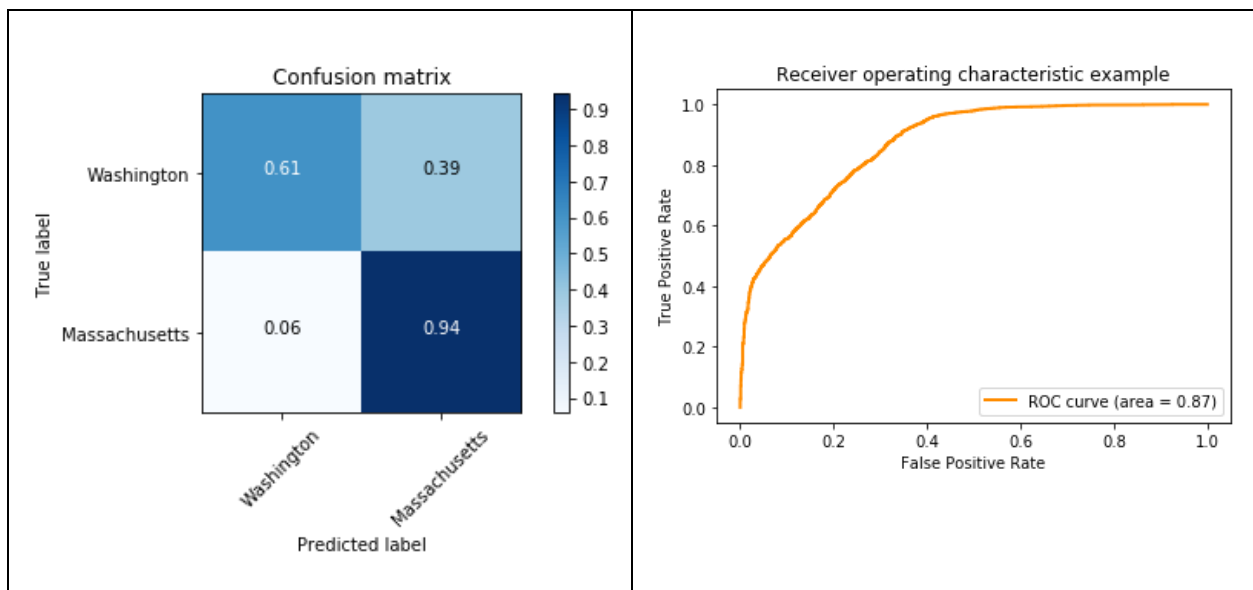 Confusion matrix
Washington
0.61
0.39
Massachusetts
0.06
0.94
True label
Washington
Massachusetts
Predicted label
0.9
0.8
0.7
0.6
0.5
0.4
0.3
0.2
0.1
Receiver operating characteristic example
1.0
0.8
0.6
0.4
0.2
0.0
True Positive Rate
ROC curve (area = 0.87)
0.0 0.2 0.4 0.6 0.8 1.0
False Positive Rate